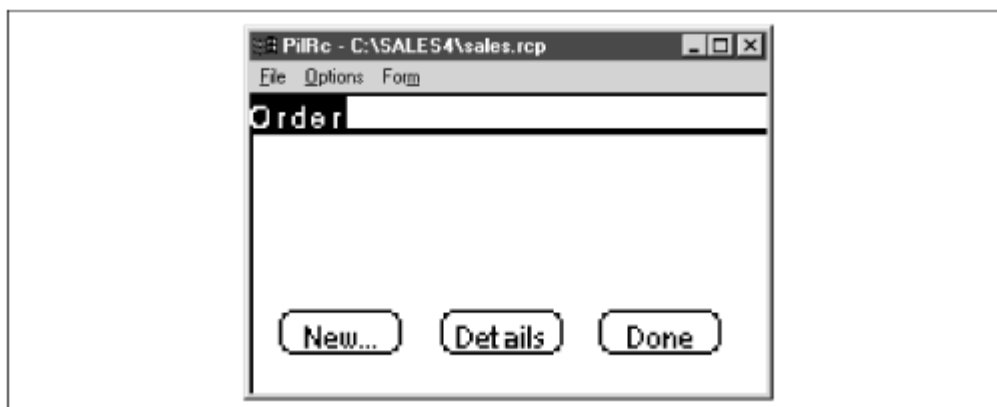 PilRc - C:\SALES4\sales.rcp
File Options Form
Order
New... Details Done